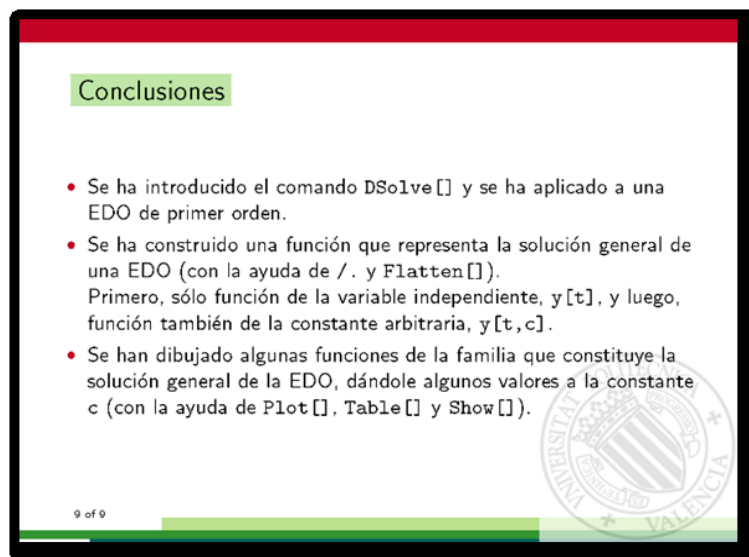 Conclusiones
• Se ha introducido el comando DSolve[] y se ha aplicado a una
EDO de primer orden.
• Se ha construido una función que representa la solución general de
una EDO (con la ayuda de /. y Flatten[]).
Primero, sólo función de la variable independiente, y[t], y luego,
función también de la constante arbitraria, y[t,c].
• Se han dibujado algunas funciones de la familia que constituye la
solución general de la EDO, dándole algunos valores a la constante
c (con la ayuda de Plot[], Table[] y Show[]).
UNIVERSITAT POLITÈCNICA
VALENCIA
9 of 9